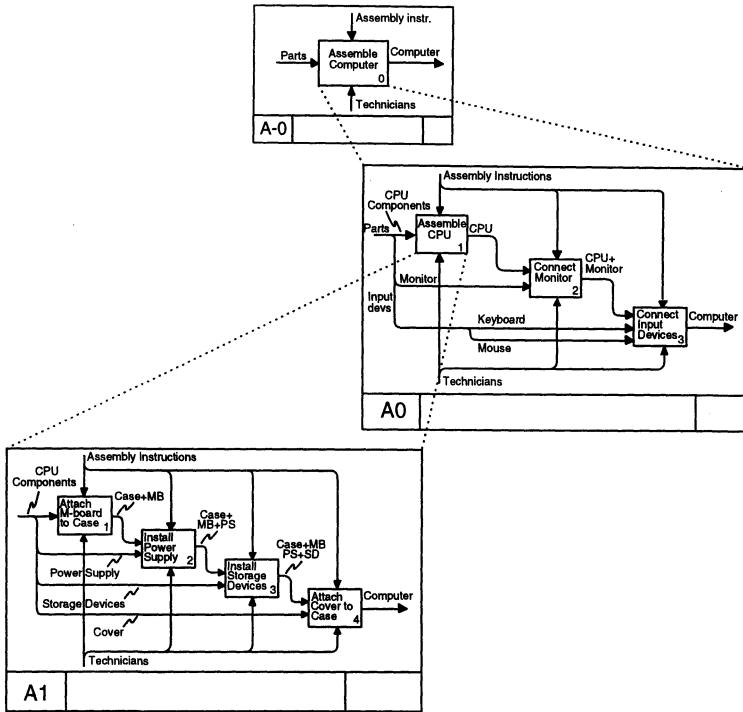 Assembly instr.
Parts
Assemble
Computer
0
Computer
Technicians
A-0
Assembly Instructions
CPU
Components
Parts
Assemble
CPU
1
CPU
Monitor
Connect
Monitor
2
CPU+
Monitor
Input
devs
Keyboard
Mouse
Connect
Input
Devices
3
Computer
Technicians
A0
Assembly Instructions
CPU
Components
Attach
M-board
to Case
1
Case+MB
Install
Power
Supply
2
Case+
MB+PS
Power Supply
Install
Storage
Devices
3
Case+MB
PS+SD
Storage Devices
Attach
Cover to
Case
4
Computer
Cover
Technicians
A1